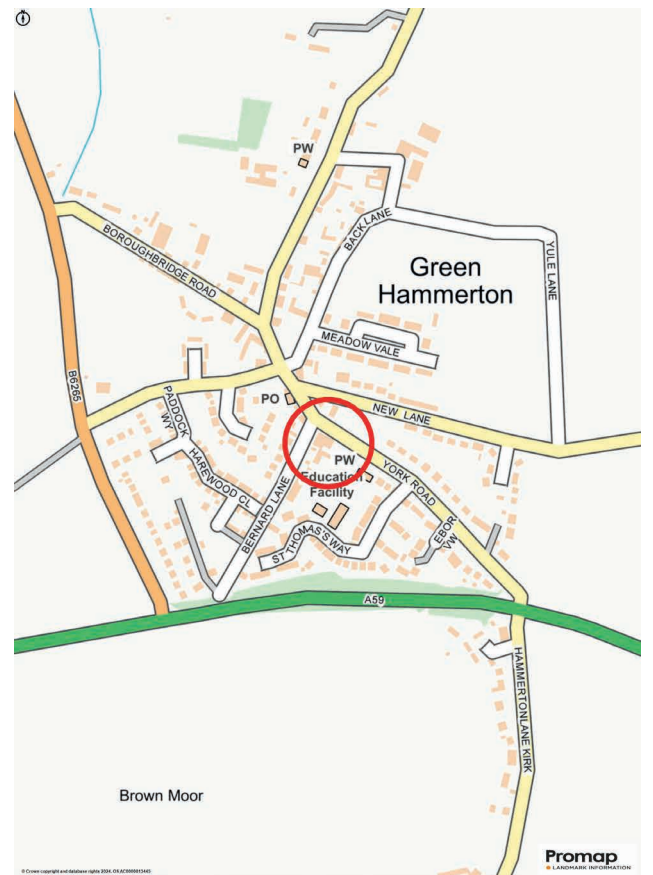 PW
BOROUGHBRIDGE ROAD
BACK LANE
YULE LANE
Green
Hammerton
MEADOW VALE
B6265
PADDOCK
WY
PO
NEW LANE
HAREWOOD CL
PW
Education
Facility
YORK ROAD
BERNARD LANE
ST THOMAS'S WAY
EBOR
VW
A59
HAMMERTONLANE KIRK
Brown Moor
Promap
LANDMARK INFORMATION